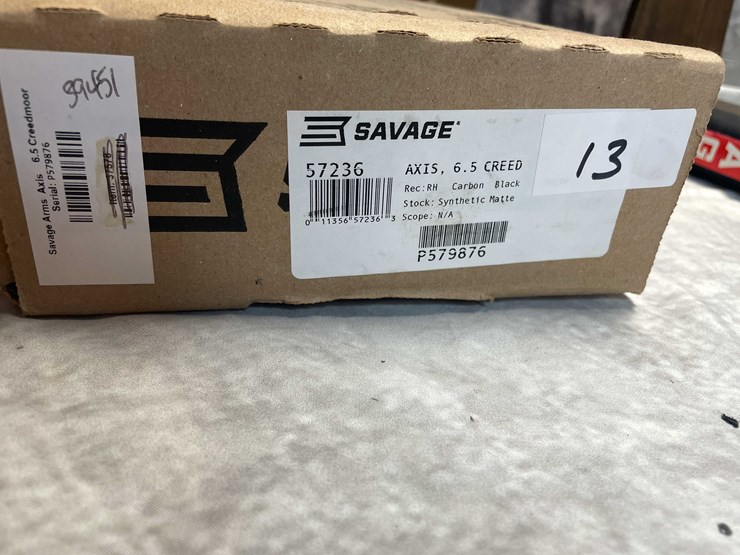 Savage Arms Axis 6.5 Creedmoor
Serial: P579876
99451
SAVAGE
57236
AXIS, 6.5 CREED
Rec:RH Carbon Black
Stock: Synthetic Matte
Scope: N/A
0 11356 57236 3
P579876
13